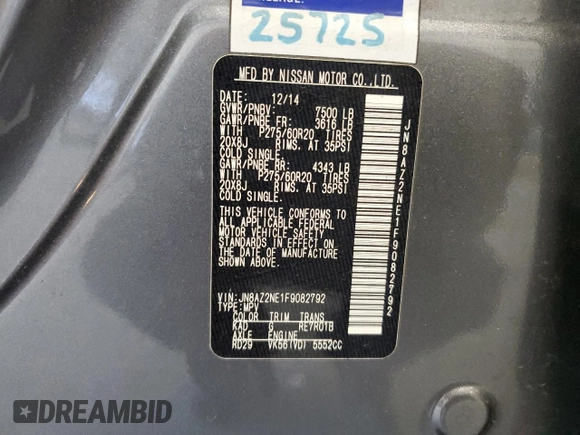 25725
MFD BY NISSAN MOTOR CO.,LTD.
DATE: 12/14
GVWR/PNBV: 7500 LB
GAWR/PNBE FR: 3616 LB
WITH P275/60R20 TIRES
20X8J RIMS. AT 35PSI
COLD SINGLE.
GAWR/PNBE RR: 4343 LB
WITH P275/60R20 TIRES
20X8J RIMS. AT 35PSI
COLD SINGLE.
THIS VEHICLE CONFORMS TO
ALL APPLICABLE FEDERAL
MOTOR VEHICLE SAFETY
STANDARDS IN EFFECT ON
THE DATE OF MANUFACTURE
SHOWN ABOVE.
VIN: JN8AZ2NE1F9082792
TYPE: MPV
COLOR TRIM TRANS
KAD G RE7R01B
AXLE ENGINE
RD29 VK56(VD) 5552CC
JN8AZ2NE1F9082792
DREAMBID